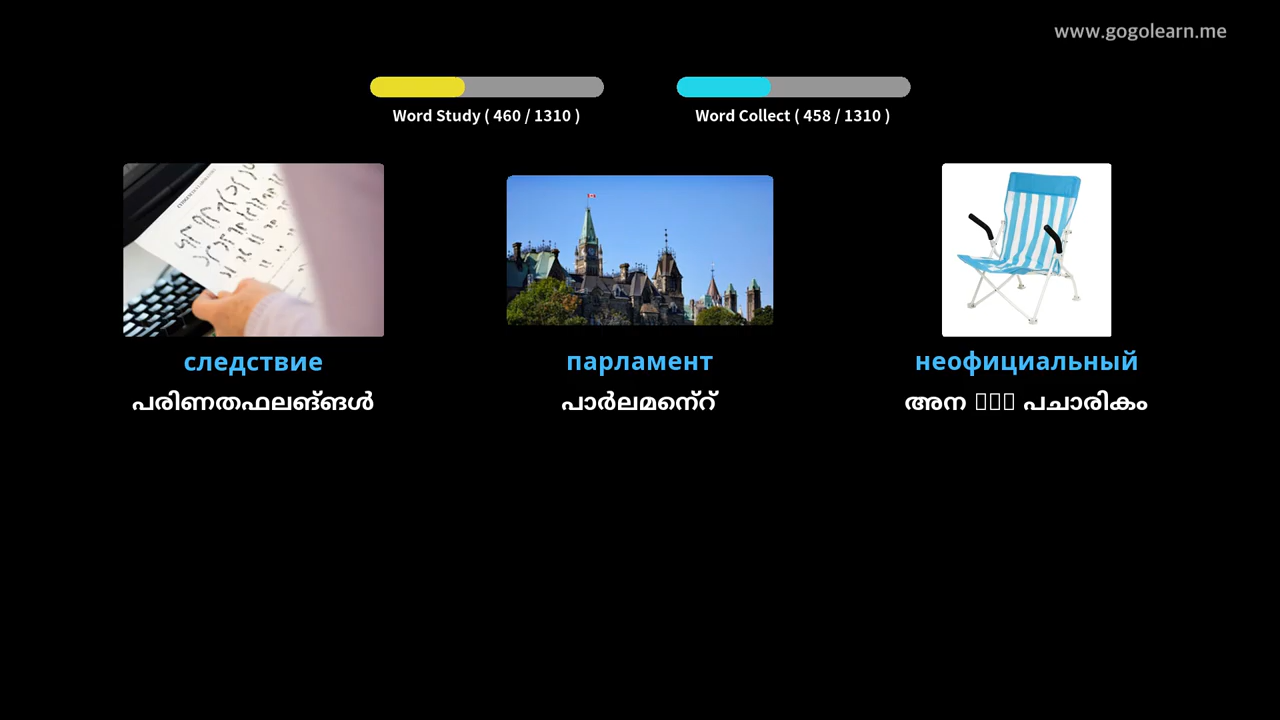 www.gogolearn.me
Word Study ( 460 / 1310 )
Word Collect ( 458 / 1310 )
следствие
парламент
неофициальный
പരിണതഫലങ്ങൾ
പാർലമെന്റ്
അന പചാരികം